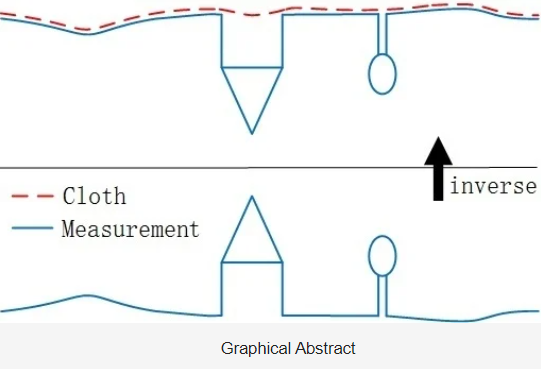 inverse
Cloth
Measurement
Graphical Abstract